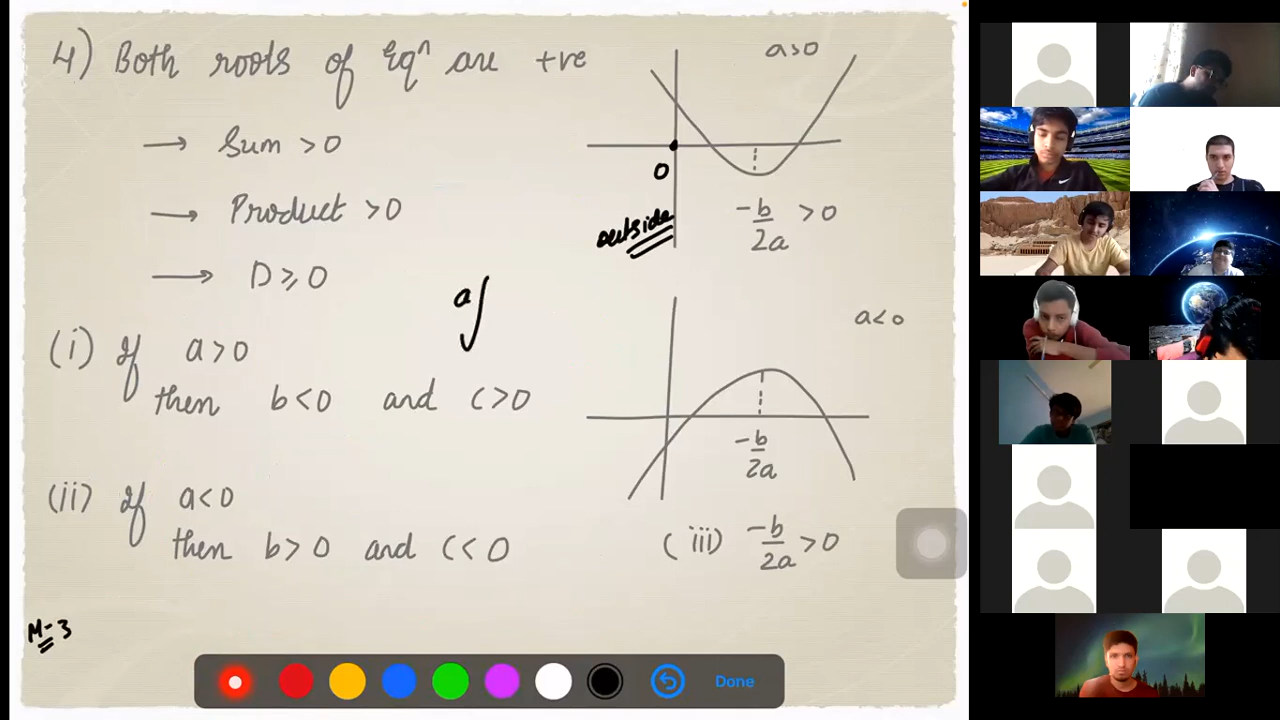 4) Both roots of Eqⁿ are +ve
→ Sum > 0
→ Product > 0
→ D ≥ 0
(i) If a > 0
then b < 0 and c > 0
(ii) If a < 0
then b > 0 and c < 0
M-3
a
a > 0
0
outside
-b/2a > 0
a < 0
-b/2a
(iii) -b/2a > 0
Done